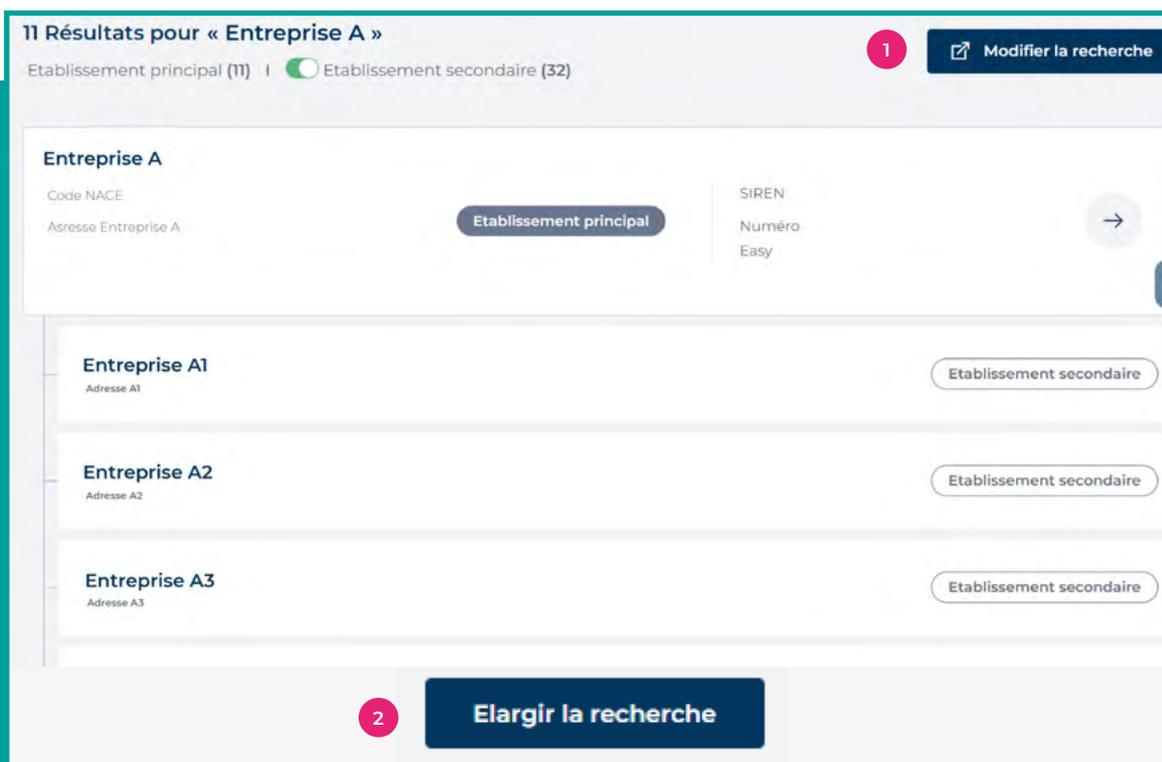 11 Résultats pour « Entreprise A »
1
Modifier la recherche
Etablissement principal (11) I Etablissement secondaire (32)
Entreprise A
Code NACE
Asresse Entreprise A
Etablissement principal
SIREN
Numéro
Easy
Entreprise A1
Adresse A1
Etablissement secondaire
Entreprise A2
Adresse A2
Etablissement secondaire
Entreprise A3
Adresse A3
Etablissement secondaire
2
Elargir la recherche